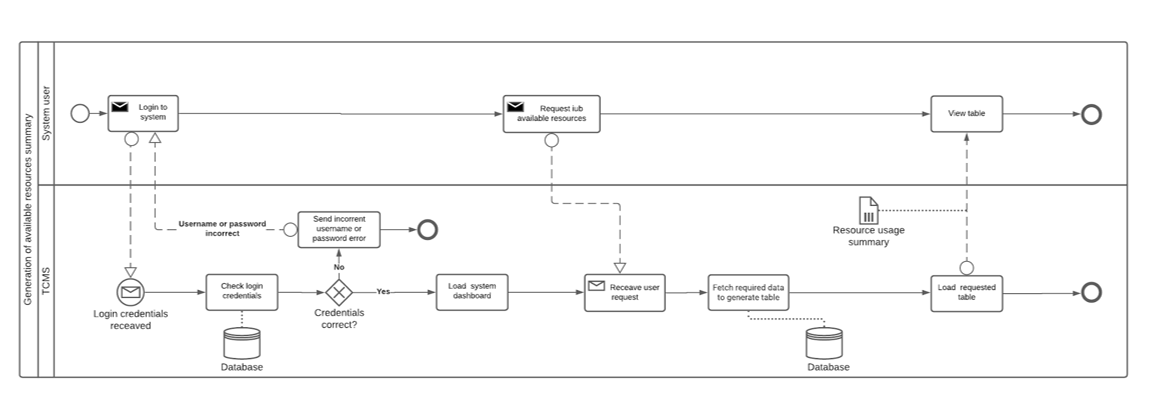 Generation of available resources summary
System user
Login to
system
Request iub
available resources
View table
TCMS
Username or password
incorrect
Send incorrent
username or
password error
Resource usage
summary
No
Login credentials
receaved
Check login
credentials
Credentials
correct?
Yes
Load system
dashboard
Receave user
request
Fetch required data
to generate table
Load requested
table
Database
Database